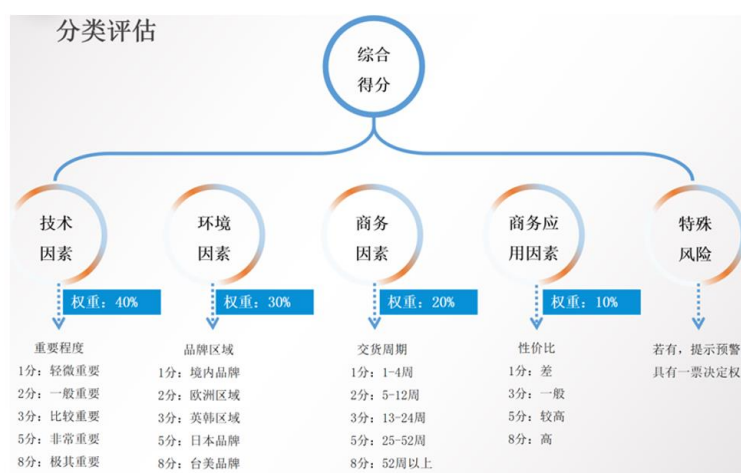 分类评估
综合
得分
技术
因素
环境
因素
商务
因素
商务应
用因素
特殊
风险
权重：40%
权重：30%
权重：20%
权重：10%
重要程度
1分：轻微重要
2分：一般重要
3分：比较重要
5分：非常重要
8分：极其重要
品牌区域
1分：境内品牌
2分：欧洲区域
3分：英韩区域
5分：日本品牌
8分：台美品牌
交货周期
1分：1-4周
2分：5-12周
3分：13-24周
5分：25-52周
8分：52周以上
性价比
1分：差
3分：一般
5分：较高
8分：高
若有，提示预警
具有一票决定权